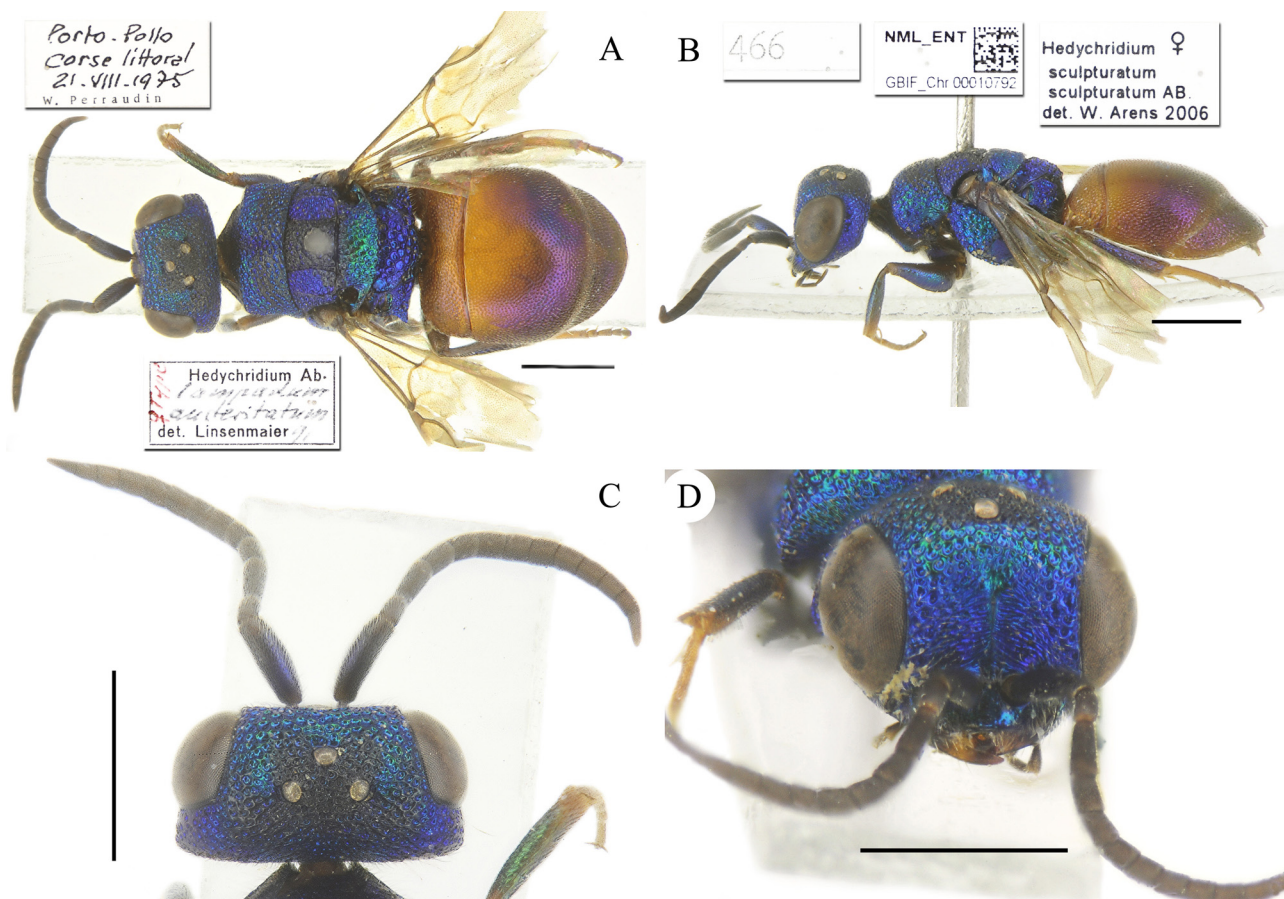 Porto-Pollo
corse littoral
21.VIII.1975
W. Perraudin
A
B
466
NML_ENT
GBIF_Chr 00010792
Hedychridium ♀
sculpturatum
sculpturatum AB.
det. W. Arens 2006
Hedychridium Ab.
det. Linsenmaier
C
D